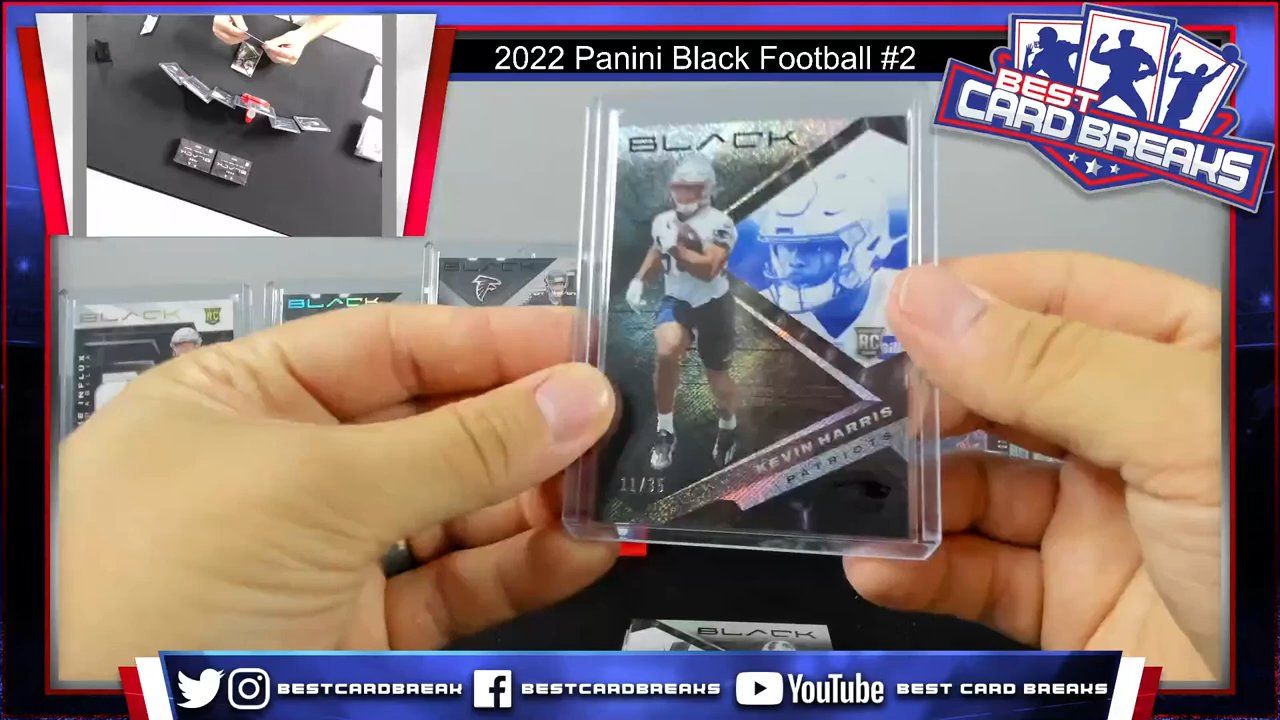 2022 Panini Black Football #2
BEST
CARD BREAKS
BLACK
BLACK
RC
BLACK
BLACK
RC
KEVIN HARRIS
PATRIOTS
11/35
BLACK
BESTCARDBREAK
BESTCARDBREAKS
YouTube
BEST CARD BREAKS